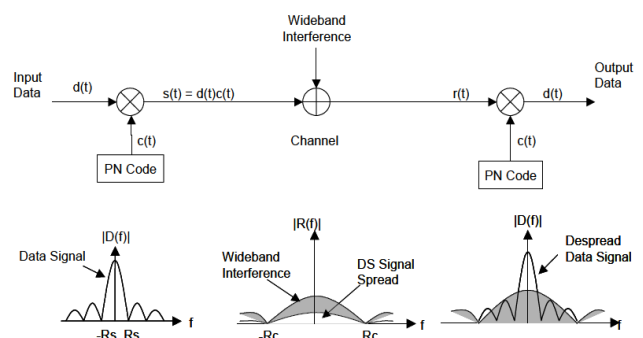 Wideband
Interference
Input
Data
d(t)
s(t) = d(t)c(t)
r(t)
d(t)
Output
Data
c(t)
Channel
c(t)
PN Code
PN Code
|D(f)|
Data Signal
f
-Rs
Rs
|R(f)|
Wideband
Interference
DS Signal
Spread
f
-Rc
Rc
|D(f)|
Despread
Data Signal
f